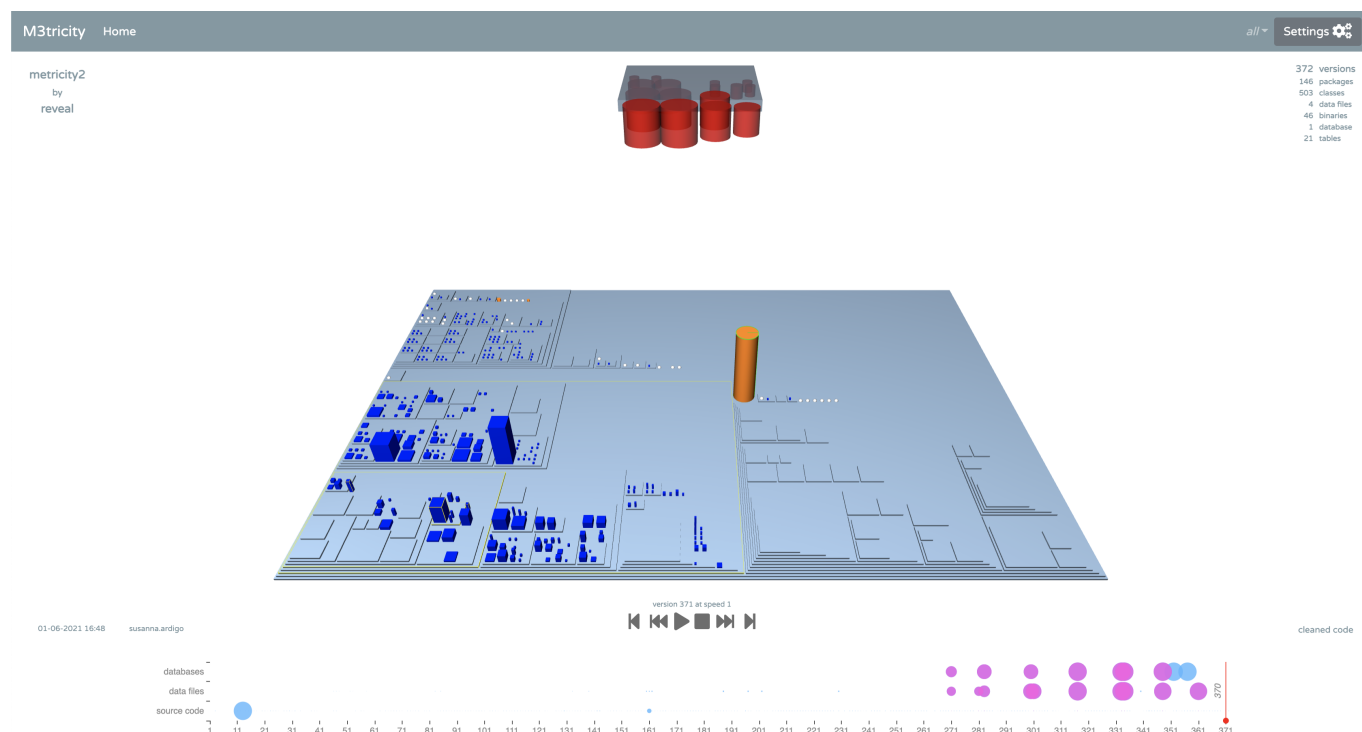 M3tricity Home all Settings
metricity2
by
reveal
372 versions
146 packages
503 classes
4 data files
46 binaries
1 database
21 tables
version 371 at speed 1
01-06-2021 16:48 susanna.ardigo cleaned code
databases
data files
source code
370
1 11 21 31 41 51 61 71 81 91 101 111 121 131 141 151 161 171 181 191 201 211 221 231 241 251 261 271 281 291 301 311 321 331 341 351 361 371